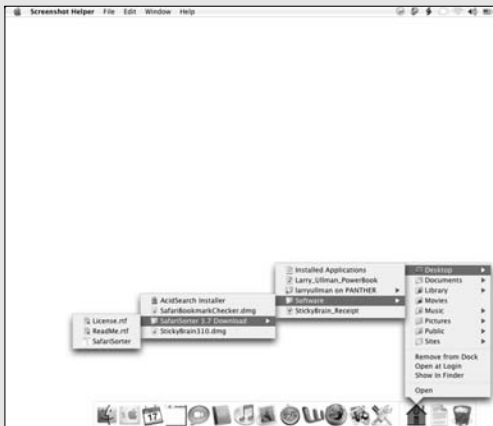 Screenshot Helper File Edit Window Help
Desktop
Documents
Library
Movies
Music
Pictures
Public
Sites
Remove from Dock
Open at Login
Show In Finder
Open
Installed Applications
Larry_Ullman_PowerBook
larryullman on PANTHER
Software
StickyBrain_Receipt
AcidSearch Installer
SafariBookmarkChecker.dmg
SafariSorter 3.7 Download
StickyBrain310.dmg
License.rtf
ReadMe.rtf
SafariSorter
17